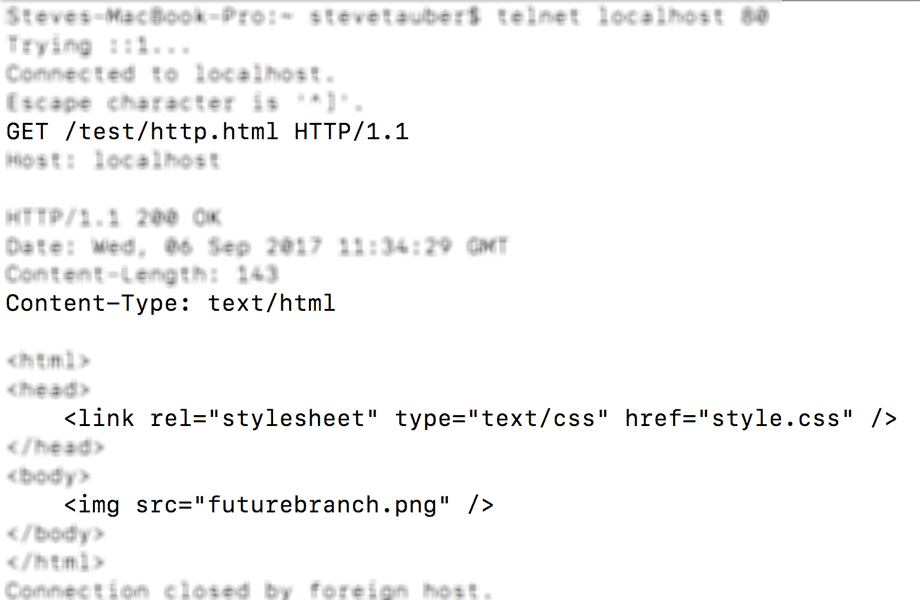 Steves-MacBook-Pro:~ stevetauber$ telnet localhost 80
Trying ::1...
Connected to localhost.
Escape character is '^]'.
GET /test/http.html HTTP/1.1
Host: localhost
HTTP/1.1 200 OK
Date: Wed, 06 Sep 2017 11:34:29 GMT
Content-Length: 143
Content-Type: text/html
<html>
<head>
<link rel="stylesheet" type="text/css" href="style.css" />
</head>
<body>
<img src="futurebranch.png" />
</body>
</html>
Connection closed by foreign host.